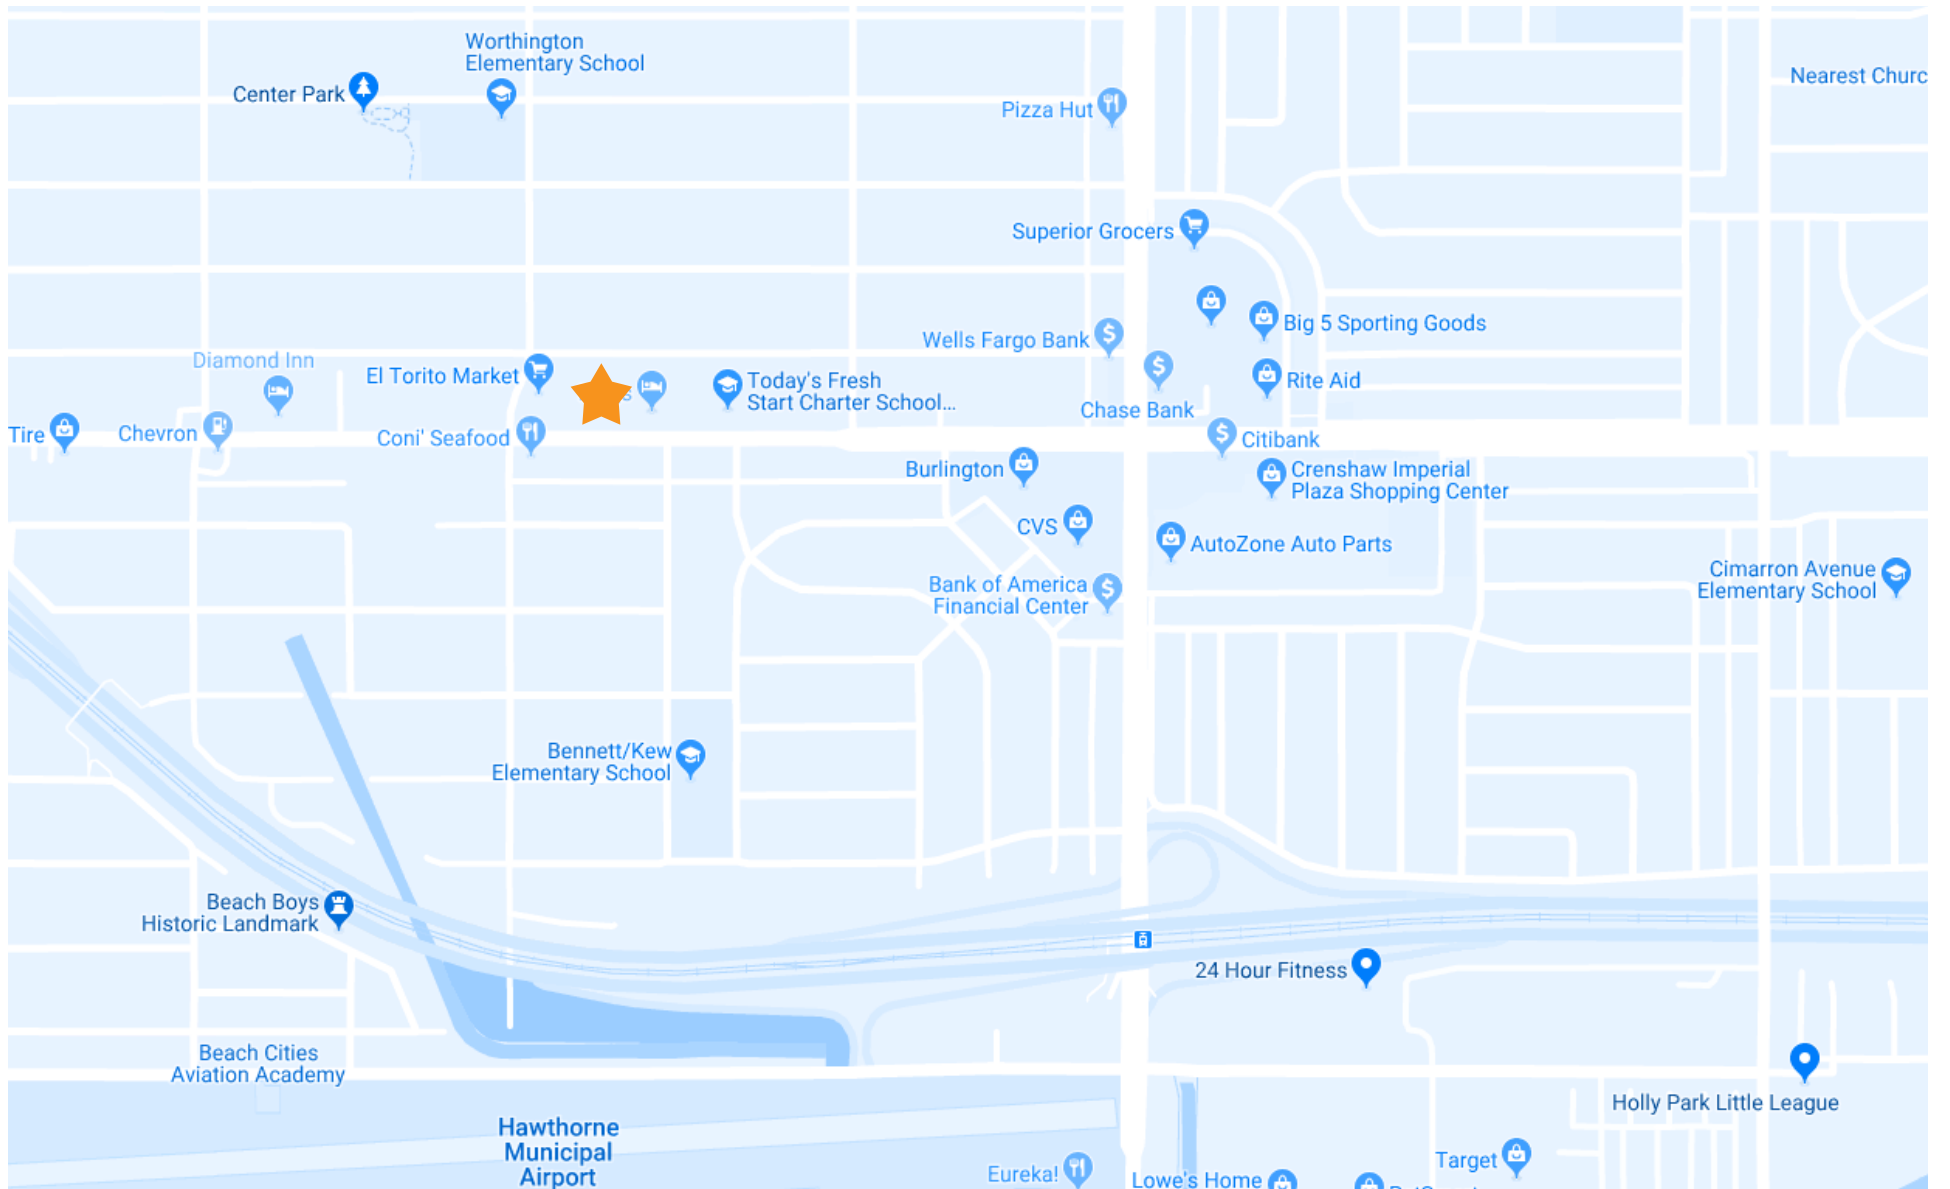 Worthington
Elementary School
Center Park
Nearest Churc
Pizza Hut
Superior Grocers
Big 5 Sporting Goods
Wells Fargo Bank
Diamond Inn
El Torito Market
Today's Fresh
Start Charter School...
Rite Aid
Chase Bank
Tire
Chevron
Coni' Seafood
Citibank
Burlington
Crenshaw Imperial
Plaza Shopping Center
CVS
AutoZone Auto Parts
Bank of America
Financial Center
Cimarron Avenue
Elementary School
Bennett/Kew
Elementary School
Beach Boys
Historic Landmark
24 Hour Fitness
Beach Cities
Aviation Academy
Holly Park Little League
Hawthorne
Municipal
Airport
Eureka!
Lowe's Home
Target